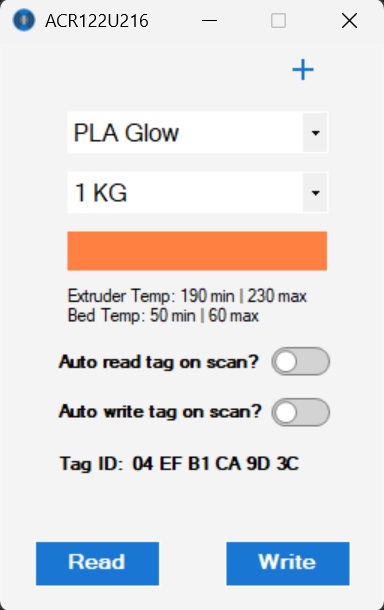 ACR122U216
PLA Glow
1 KG
Extruder Temp: 190 min | 230 max
Bed Temp: 50 min | 60 max
Auto read tag on scan?
Auto write tag on scan?
Tag ID: 04 EF B1 CA 9D 3C
Read
Write